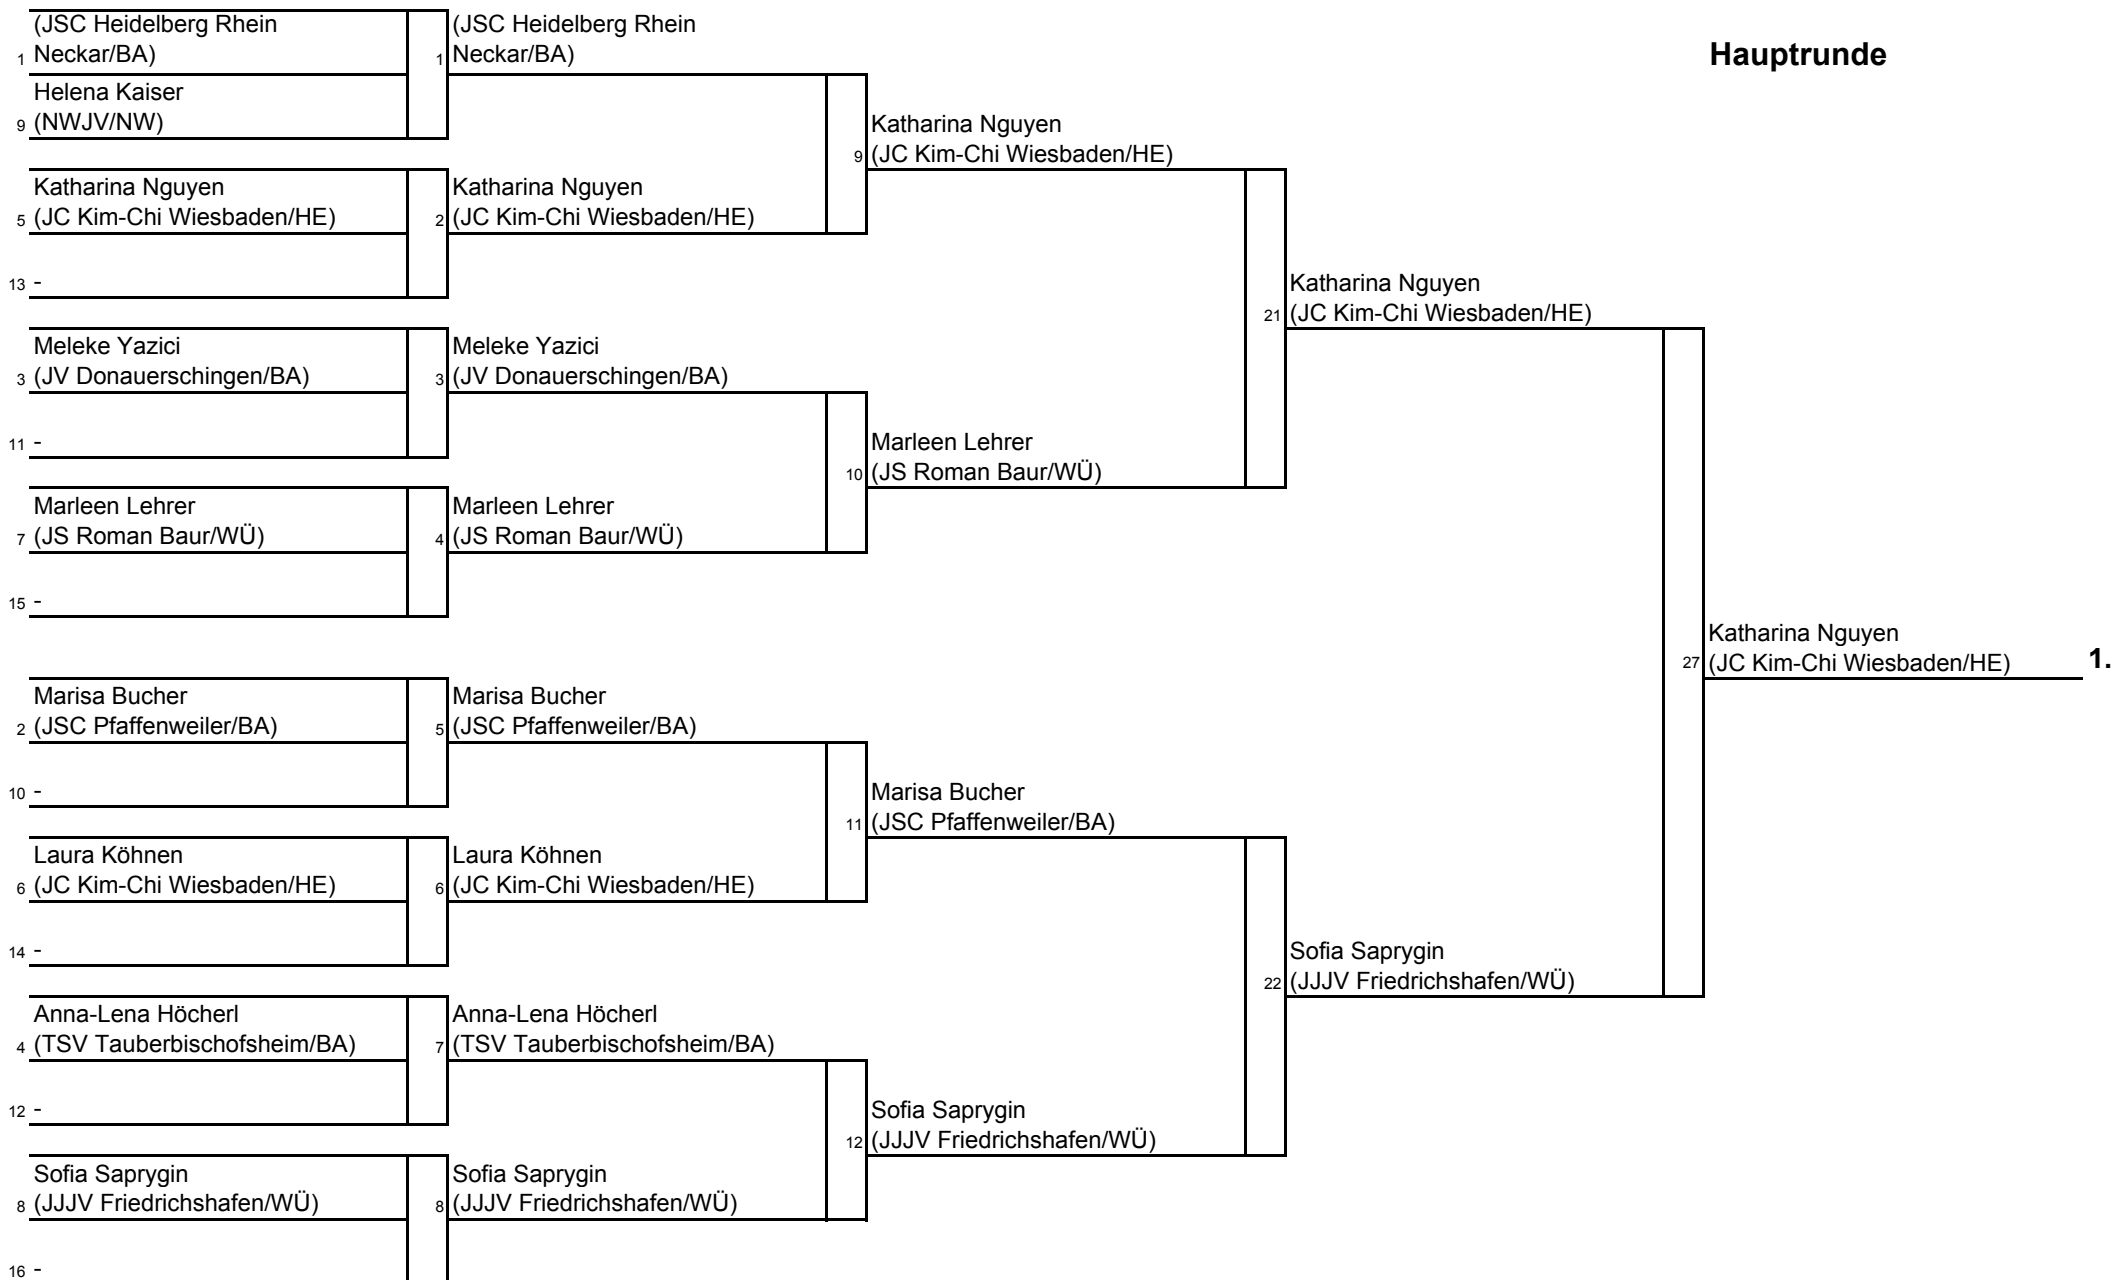 Hauptrunde
(JSC Heidelberg Rhein
1 Neckar/BA)
Helena Kaiser
9 (NWJV/NW)
Katharina Nguyen
5 (JC Kim-Chi Wiesbaden/HE)
13 -
Meleke Yazici
3 (JV Donauerschingen/BA)
11 -
Marleen Lehrer
7 (JS Roman Baur/WÜ)
15 -
Marisa Bucher
2 (JSC Pfaffenweiler/BA)
10 -
Laura Köhnen
6 (JC Kim-Chi Wiesbaden/HE)
14 -
Anna-Lena Höcherl
4 (TSV Tauberbischofsheim/BA)
12 -
Sofia Saprygin
8 (JJJV Friedrichshafen/WÜ)
16 -
(JSC Heidelberg Rhein
1 Neckar/BA)
Katharina Nguyen
2 (JC Kim-Chi Wiesbaden/HE)
Meleke Yazici
3 (JV Donauerschingen/BA)
Marleen Lehrer
4 (JS Roman Baur/WÜ)
Marisa Bucher
5 (JSC Pfaffenweiler/BA)
Laura Köhnen
6 (JC Kim-Chi Wiesbaden/HE)
Anna-Lena Höcherl
7 (TSV Tauberbischofsheim/BA)
Sofia Saprygin
8 (JJJV Friedrichshafen/WÜ)
Katharina Nguyen
9 (JC Kim-Chi Wiesbaden/HE)
Marleen Lehrer
10 (JS Roman Baur/WÜ)
Marisa Bucher
11 (JSC Pfaffenweiler/BA)
Sofia Saprygin
12 (JJJV Friedrichshafen/WÜ)
Katharina Nguyen
21 (JC Kim-Chi Wiesbaden/HE)
Sofia Saprygin
22 (JJJV Friedrichshafen/WÜ)
Katharina Nguyen
27 (JC Kim-Chi Wiesbaden/HE) 1.